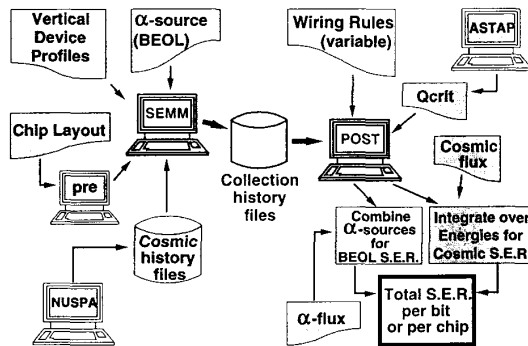 Vertical
Device
Profiles
α-source
(BEOL)
Wiring Rules
(variable)
ASTAP
SEMM
Qcrit
Chip Layout
POST
pre
Collection
history
files
Cosmic
flux
Cosmic
history
files
Combine
α-sources
for
BEOL S.E.R.
Integrate over
Energies for
Cosmic S.E.R
NUSPA
α-flux
Total S.E.R.
per bit
or per chip